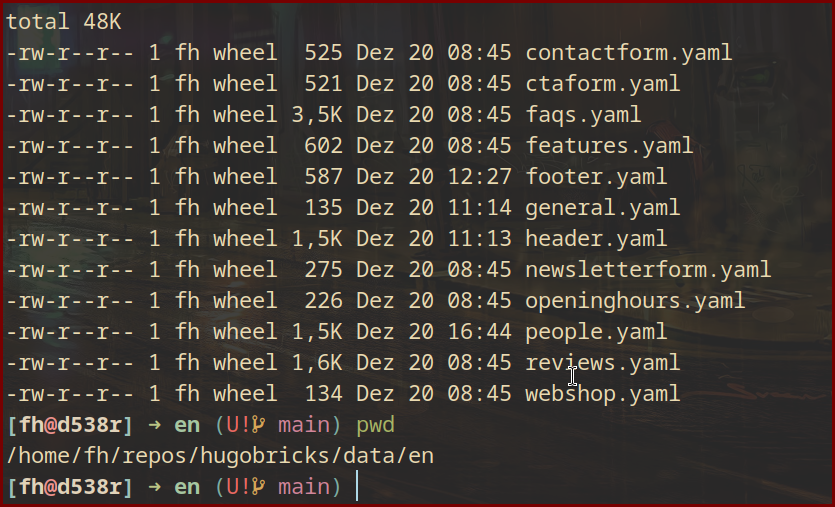 total 48K
-rw-r--r-- 1 fh wheel  525 Dez 20 08:45 contactform.yaml
-rw-r--r-- 1 fh wheel  521 Dez 20 08:45 ctaform.yaml
-rw-r--r-- 1 fh wheel 3,5K Dez 20 08:45 faqs.yaml
-rw-r--r-- 1 fh wheel  602 Dez 20 08:45 features.yaml
-rw-r--r-- 1 fh wheel  587 Dez 20 12:27 footer.yaml
-rw-r--r-- 1 fh wheel  135 Dez 20 11:14 general.yaml
-rw-r--r-- 1 fh wheel 1,5K Dez 20 11:13 header.yaml
-rw-r--r-- 1 fh wheel  275 Dez 20 08:45 newsletterform.yaml
-rw-r--r-- 1 fh wheel  226 Dez 20 08:45 openinghours.yaml
-rw-r--r-- 1 fh wheel 1,5K Dez 20 16:44 people.yaml
-rw-r--r-- 1 fh wheel 1,6K Dez 20 08:45 reviews.yaml
-rw-r--r-- 1 fh wheel  134 Dez 20 08:45 webshop.yaml
[fh@d538r] → en (U! main) pwd
/home/fh/repos/hugobricks/data/en
[fh@d538r] → en (U! main)